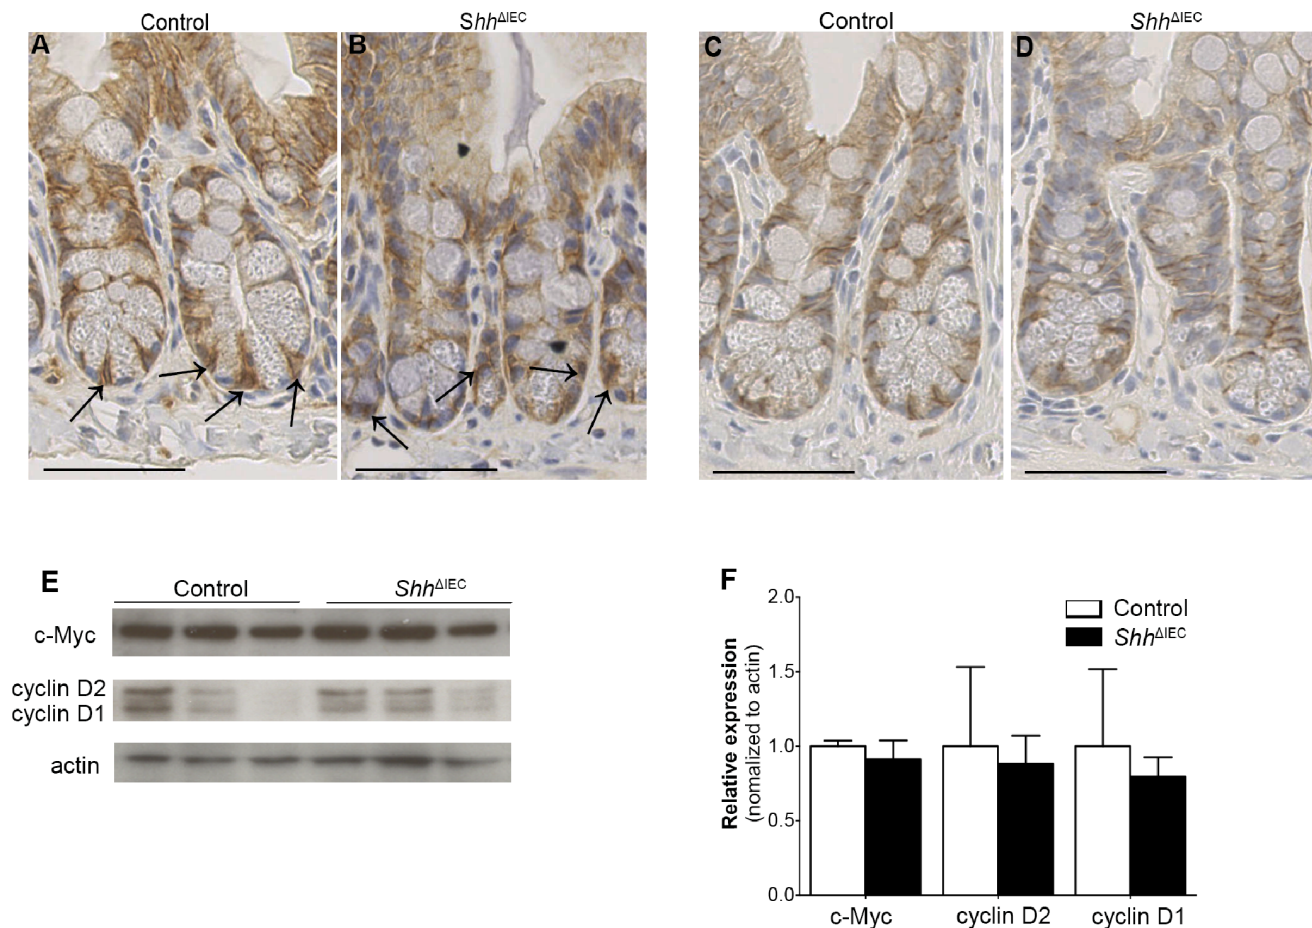 Control
Shh^ΔIEC
Control
Shh^ΔIEC
A
B
C
D
E
Control
Shh^ΔIEC
c-Myc
cyclin D2
cyclin D1
actin
F
2.0
1.5
1.0
0.5
0.0
Relative expression
(nomalized to actin)
Control
Shh^ΔIEC
c-Myc
cyclin D2
cyclin D1